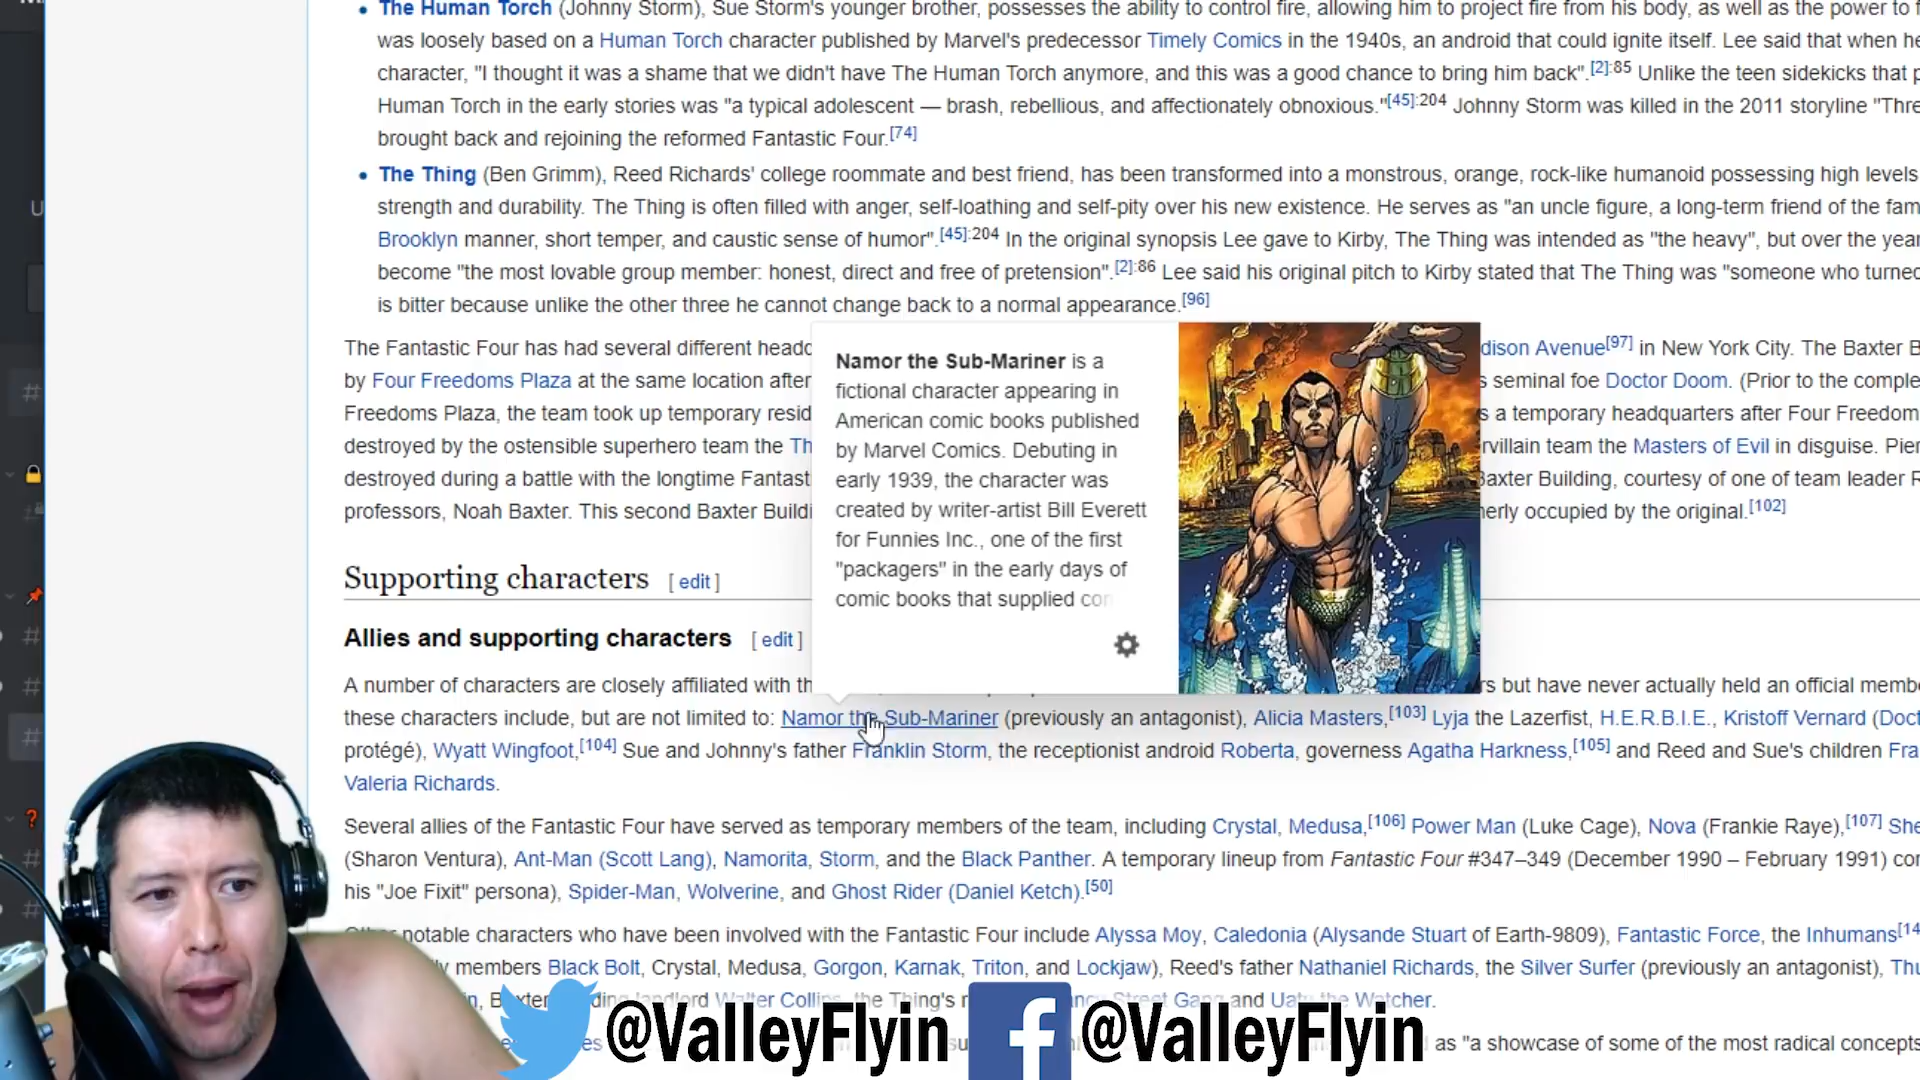 The Human Torch (Johnny Storm), Sue Storm's younger brother, possesses the ability to control fire, allowing him to project fire from his body, as well as the power to
was loosely based on a Human Torch character published by Marvel's predecessor Timely Comics in the 1940s, an android that could ignite itself. Lee said that when
character, "I thought it was a shame that we didn't have The Human Torch anymore, and this was a good chance to bring him back".[2]:85 Unlike the teen sidekicks that
Human Torch in the early stories was "a typical adolescent — brash, rebellious, and affectionately obnoxious."[45]:204 Johnny Storm was killed in the 2011 storyline
brought back and rejoining the reformed Fantastic Four.[74]
The Thing (Ben Grimm), Reed Richards' college roommate and best friend, has been transformed into a monstrous, orange, rock-like humanoid possessing high levels
strength and durability. The Thing is often filled with anger, self-loathing and self-pity over his new existence. He serves as "an uncle figure, a long-term friend of the
Brooklyn manner, short temper, and caustic sense of humor".[45]:204 In the original synopsis Lee gave to Kirby, The Thing was intended as "the heavy", but over the
become "the most lovable group member: honest, direct and free of pretension".[2]:86 Lee said his original pitch to Kirby stated that The Thing was "someone who turned
is bitter because unlike the other three he cannot change back to a normal appearance.[96]
The Fantastic Four has had several different dison Avenue[97] in New York City. The Baxter
by Four Freedoms Plaza at the same location after seminal foe Doctor Doom. (Prior to the
Freedoms Plaza, the team took up temporary a temporary headquarters after Four
destroyed by the ostensible superhero team the rvillain team the Masters of Evil in disguise.
destroyed during a battle with the longtime Baxter Building, courtesy of one of team leader
professors, Noah Baxter. This second Baxter erly occupied by the original.[102]
Namor the Sub-Mariner is a
fictional character appearing in
American comic books published
by Marvel Comics. Debuting in
early 1939, the character was
created by writer-artist Bill Everett
for Funnies Inc., one of the first
"packagers" in the early days of
comic books that supplied
Supporting characters [ edit ]
Allies and supporting characters [ edit ]
A number of characters are closely affiliated with but have never actually held an official
these characters include, but are not limited to: Namor the Sub-Mariner (previously an antagonist), Alicia Masters,[103] Lyja the Lazerfist, H.E.R.B.I.E., Kristoff Vernard
protégé), Wyatt Wingfoot,[104] Sue and Johnny's father Franklin Storm, the receptionist android Roberta, governess Agatha Harkness,[105] and Reed and Sue's children
Valeria Richards.
Several allies of the Fantastic Four have served as temporary members of the team, including Crystal, Medusa,[106] Power Man (Luke Cage), Nova (Frankie Raye),[107]
(Sharon Ventura), Ant-Man (Scott Lang), Namorita, Storm, and the Black Panther. A temporary lineup from Fantastic Four #347–349 (December 1990 – February 1991)
his "Joe Fixit" persona), Spider-Man, Wolverine, and Ghost Rider (Daniel Ketch).[50]
Other notable characters who have been involved with the Fantastic Four include Alyssa Moy, Caledonia (Alysande Stuart of Earth-9809), Fantastic Force, the Inhumans
members Black Bolt, Crystal, Medusa, Gorgon, Karnak, Triton, and Lockjaw), Reed's father Nathaniel Richards, the Silver Surfer (previously an antagonist),
landlord Walter Collins, the Thing's Street Gang and Uatu the Watcher.
as "a showcase of some of the most radical concepts
@ValleyFlyin f @ValleyFlyin